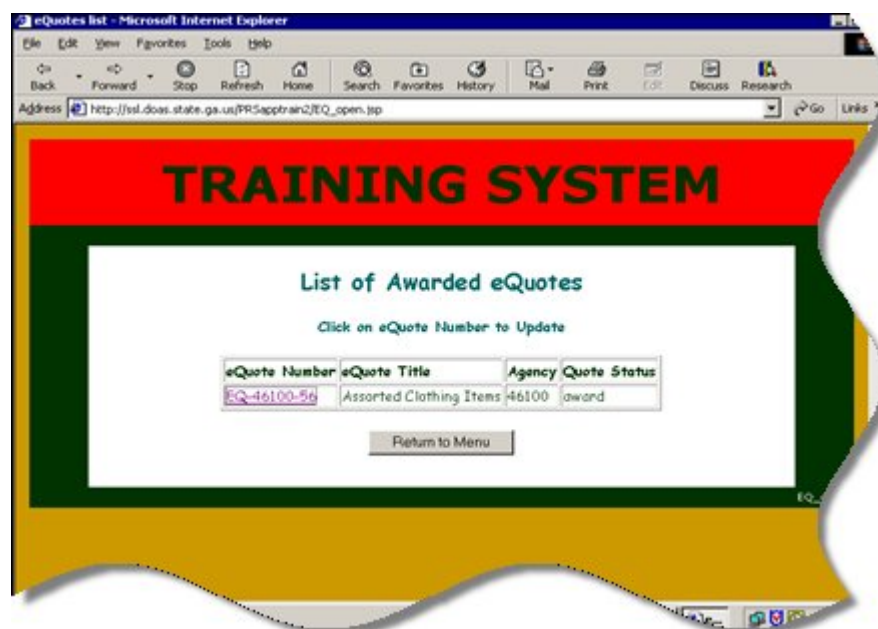 eQuotes list - Microsoft Internet Explorer
File Edit View Favorites Tools Help
Back Forward Stop Refresh Home Search Favorites History Mail Print Edit Discuss Research
Address http://ssl.doas.state.ga.us/PRSapptrain2/EQ_open.jsp Go Links
TRAINING SYSTEM
List of Awarded eQuotes
Click on eQuote Number to Update
eQuote Number eQuote Title Agency Quote Status
EQ-46100-56 Assorted Clothing Items 46100 award
Return to Menu